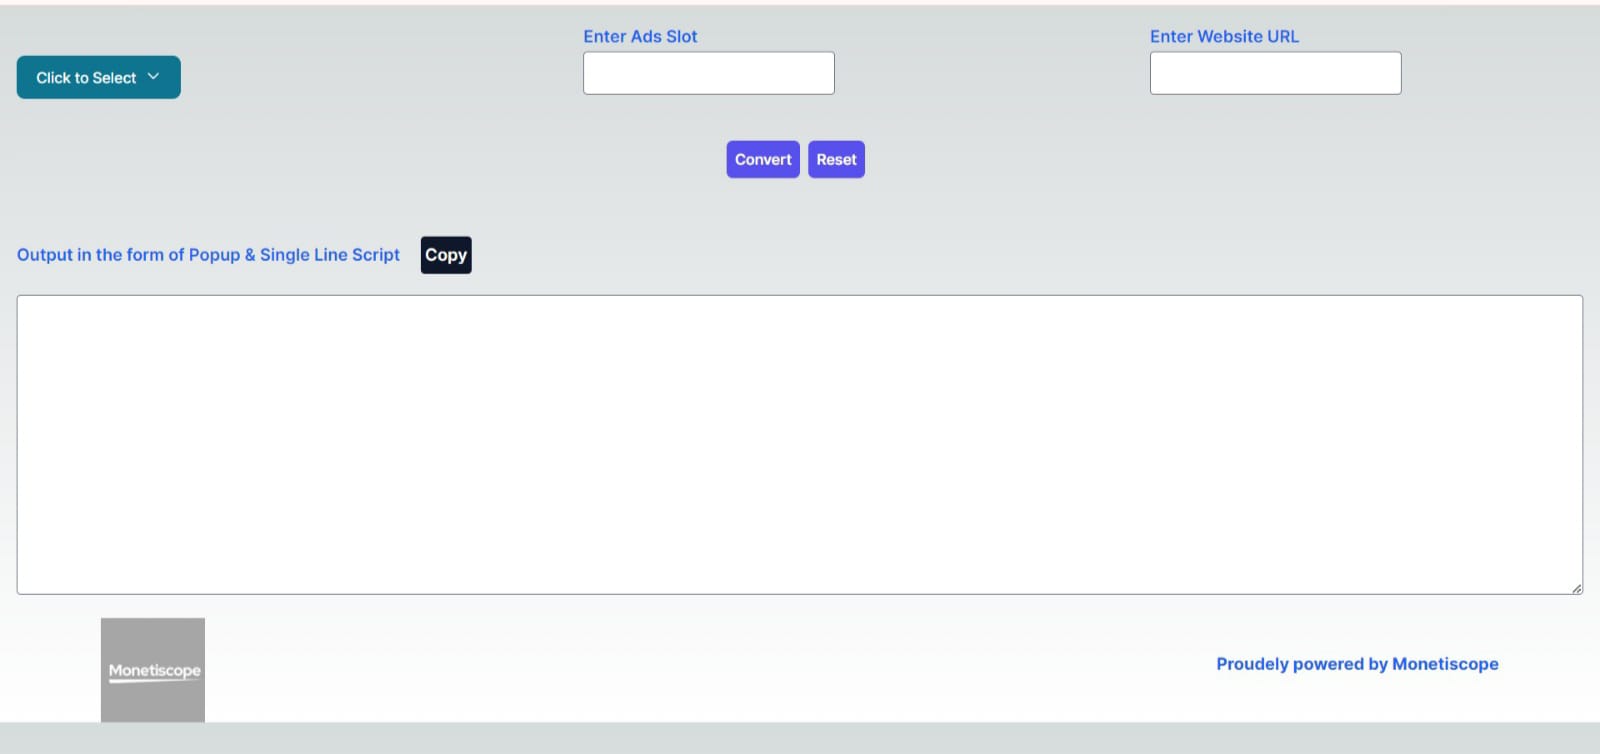 Enter Ads Slot
Enter Website URL
Click to Select
Convert
Reset
Output in the form of Popup & Single Line Script
Copy
Monetiscope
Proudely powered by Monetiscope